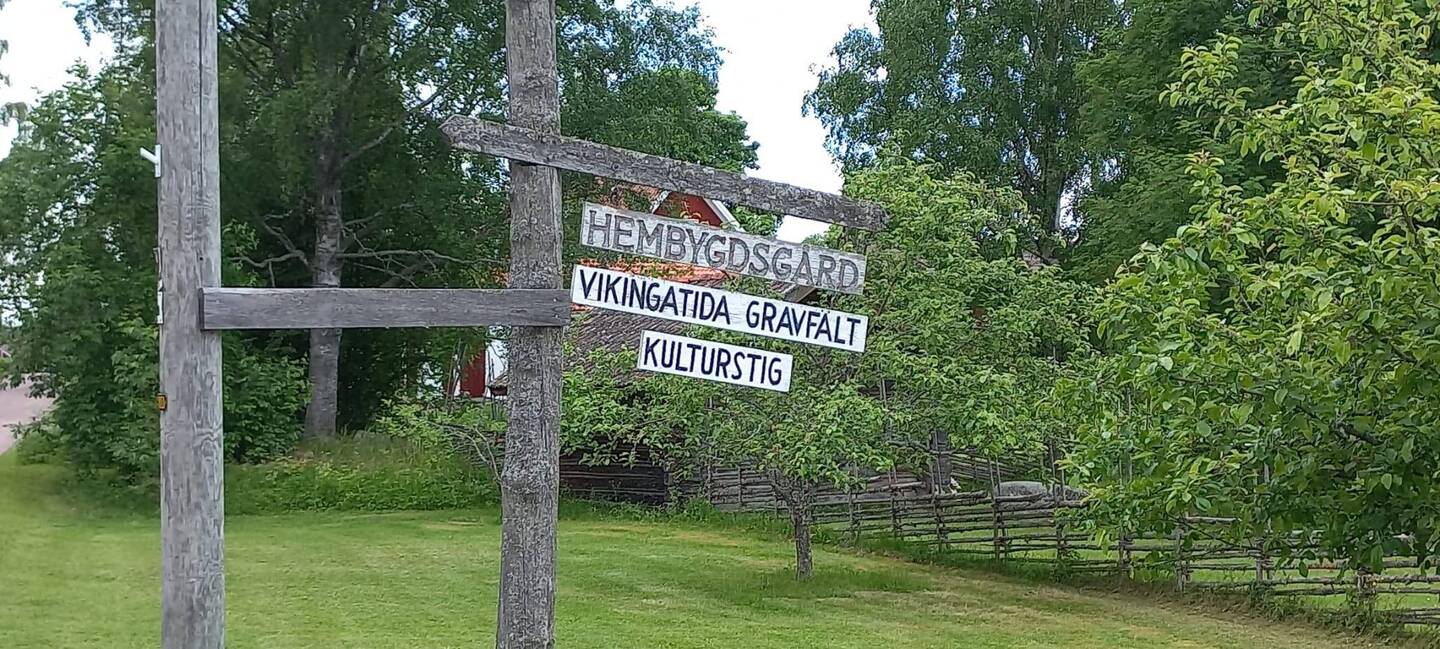 HEMBYGDSGÅRD
VIKINGATIDA GRAVFÄLT
KULTURSTIG